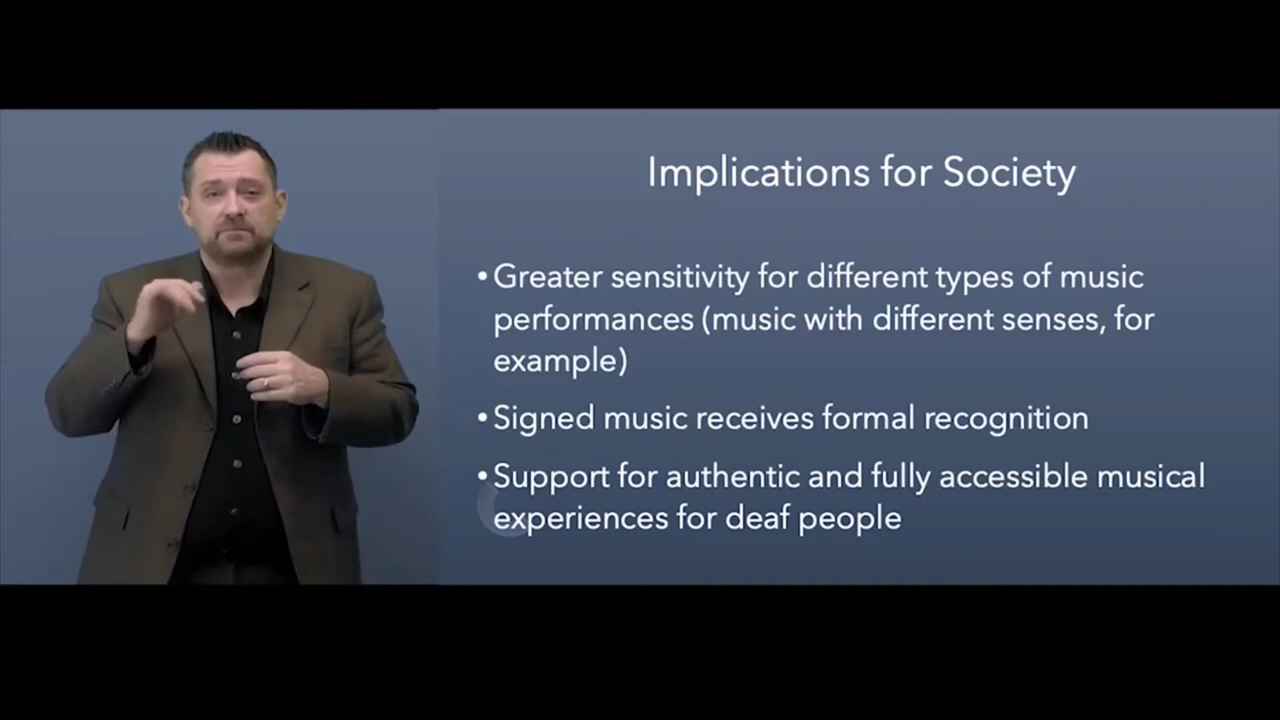 Implications for Society
•Greater sensitivity for different types of music
performances (music with different senses, for
example)
•Signed music receives formal recognition
•Support for authentic and fully accessible musical
experiences for deaf people